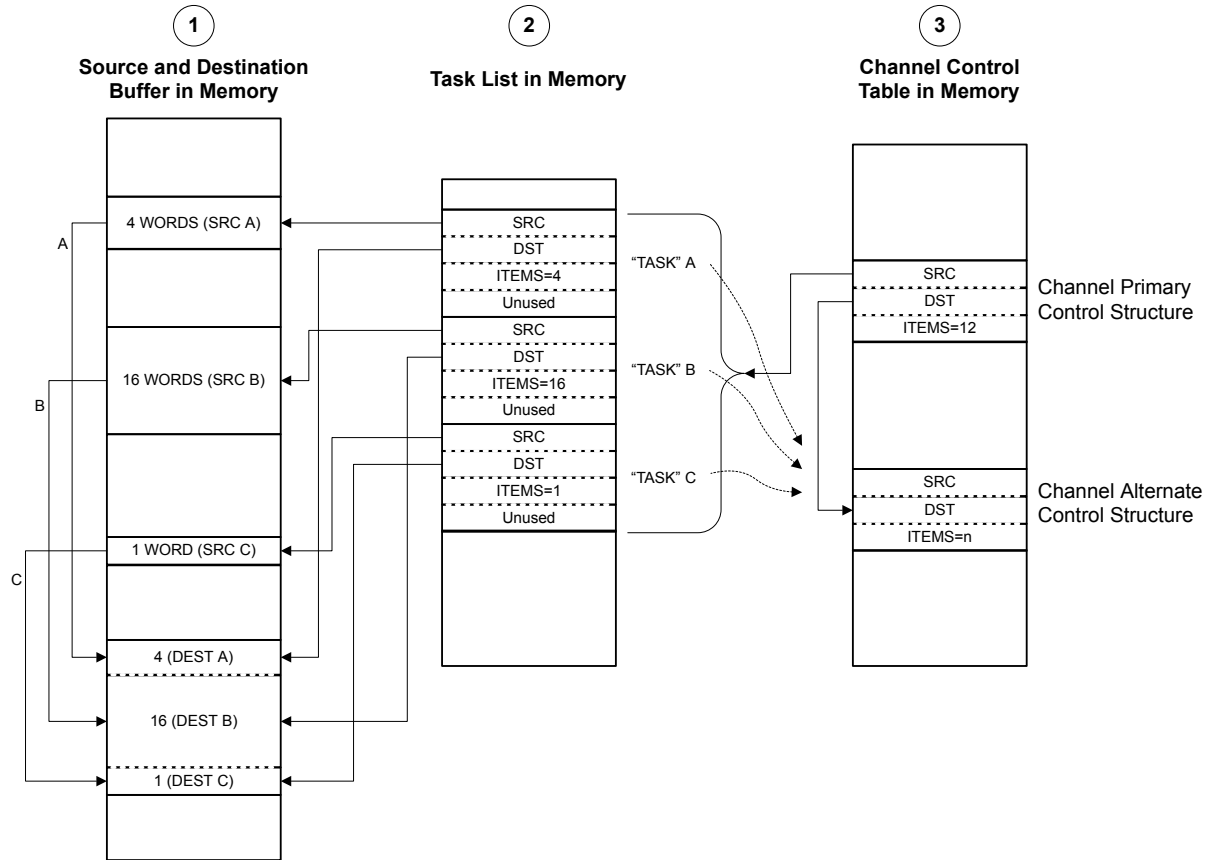 1
Source and Destination
Buffer in Memory
A
4 WORDS (SRC A)
B
16 WORDS (SRC B)
C
1 WORD (SRC C)
4 (DEST A)
16 (DEST B)
1 (DEST C)
2
Task List in Memory
SRC
DST
ITEMS=4
Unused
SRC
DST
ITEMS=16
Unused
SRC
DST
ITEMS=1
Unused
“TASK” A
“TASK” B
“TASK” C
3
Channel Control
Table in Memory
SRC
DST
ITEMS=12
Channel Primary
Control Structure
SRC
DST
ITEMS=n
Channel Alternate
Control Structure